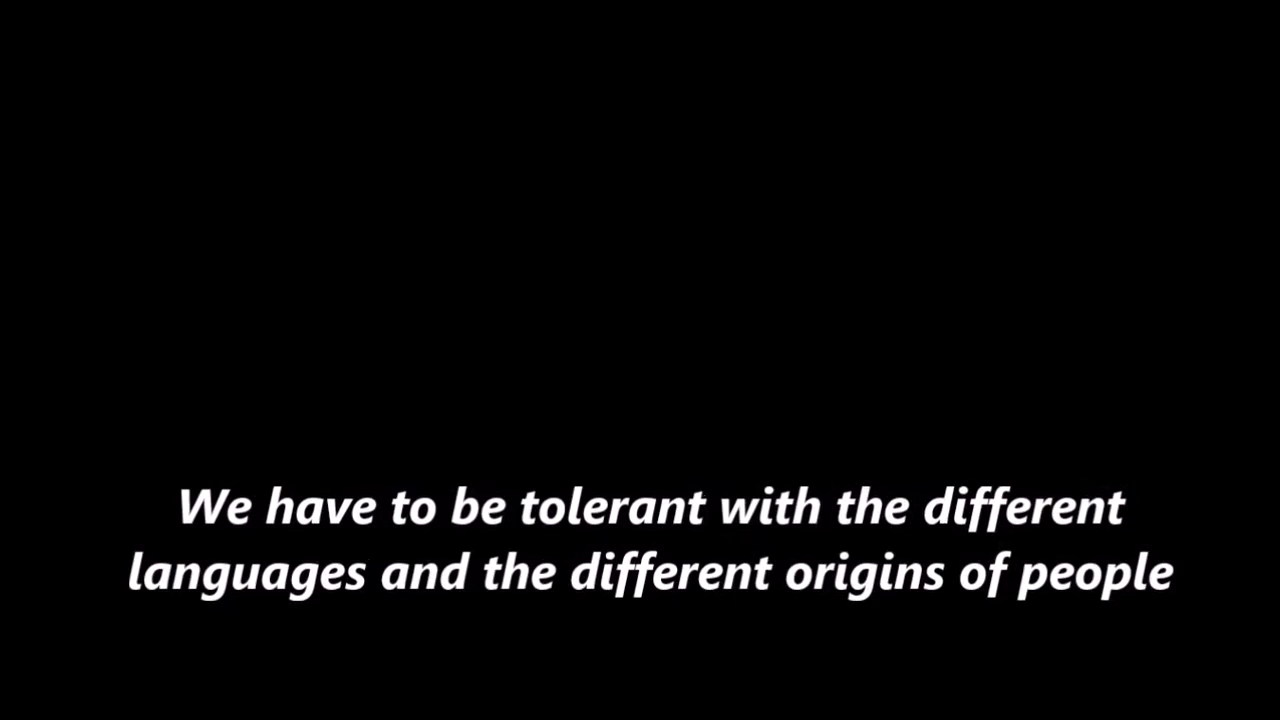 We have to be tolerant with the different
languages and the different origins of people